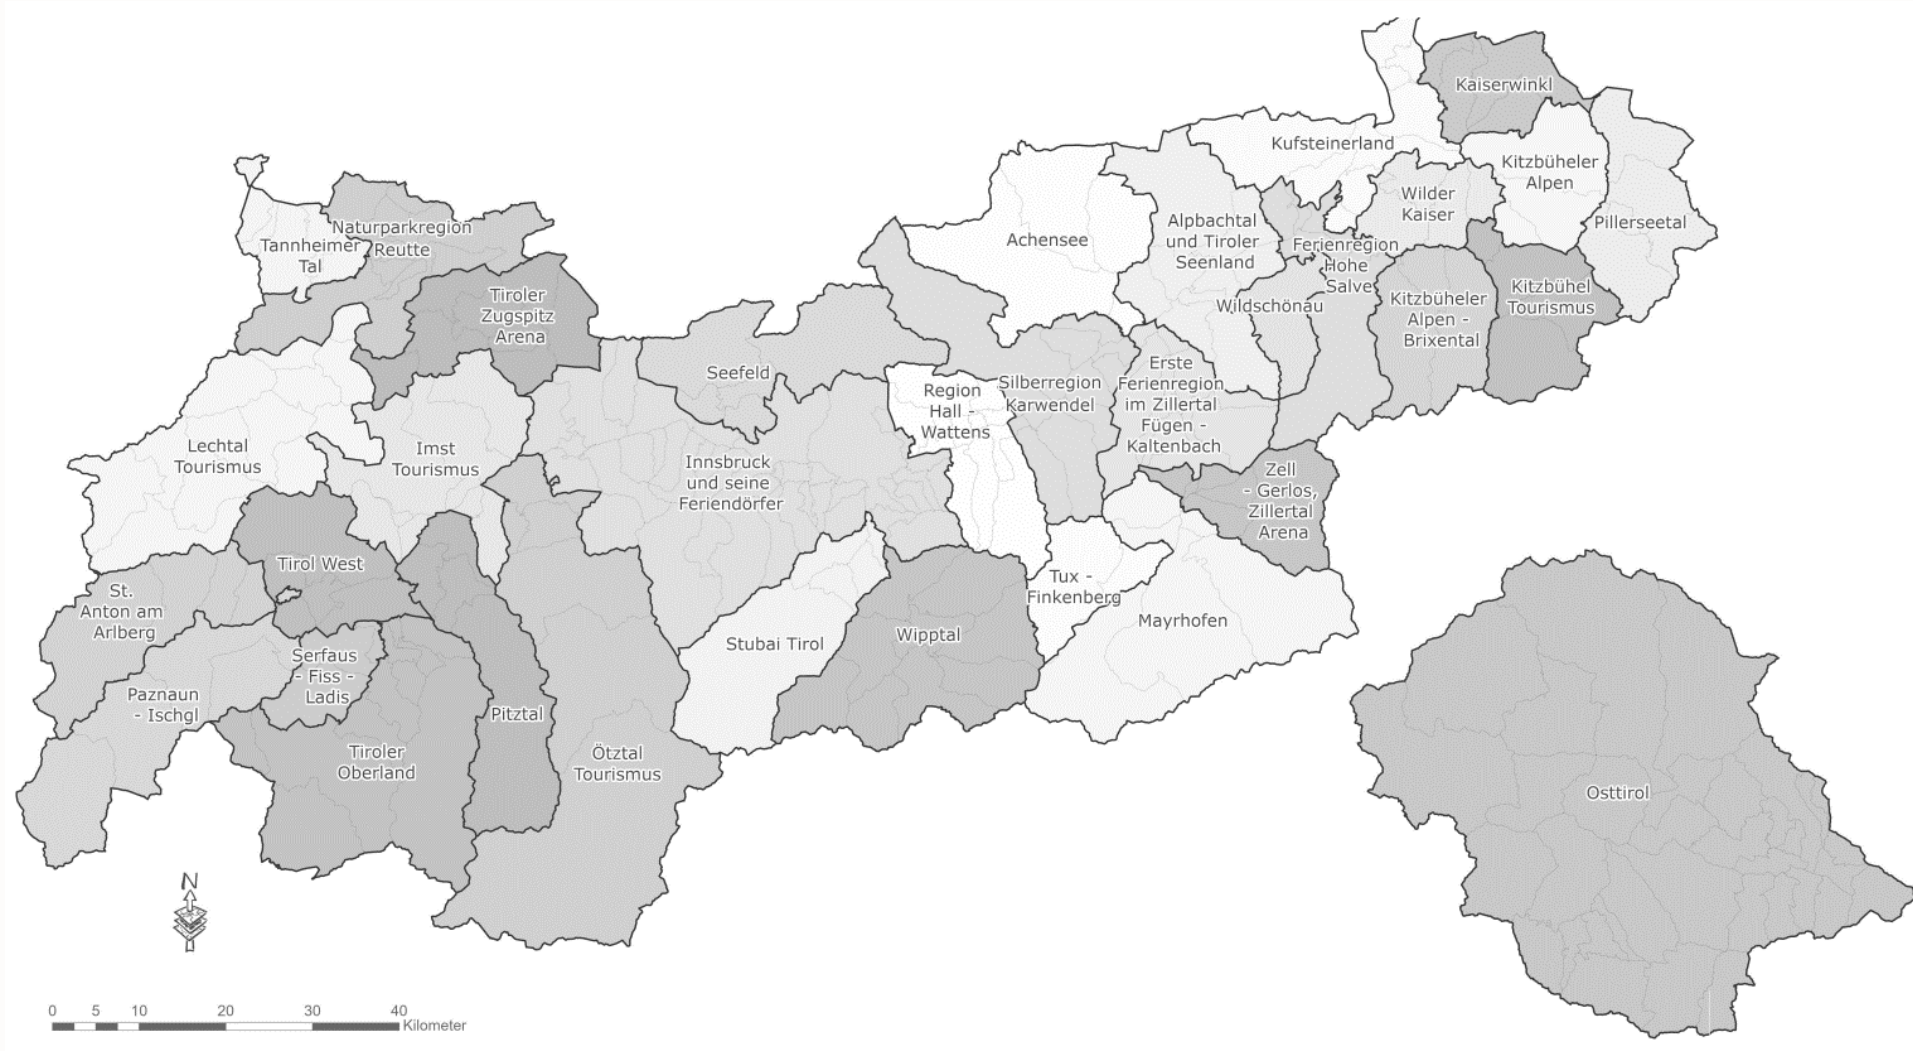 Kaiserwinkl
Kufsteinerland
Kitzbüheler
Alpen
Wilder
Kaiser
Pillerseetal
Naturparkregion
Reutte
Tannheimer
Tal
Achensee
Alpbachtal
und Tiroler
Seenland
Ferienregion
Hohe
Salve
Wildschönau
Kitzbüheler
Alpen -
Brixental
Kitzbühel
Tourismus
Tiroler
Zugspitz
Arena
Seefeld
Region
Hall -
Wattens
Silberregion
Karwendel
Erste
Ferienregion
im Zillertal
Fügen -
Kaltenbach
Lechtal
Tourismus
Imst
Tourismus
Innsbruck
und seine
Feriendörfer
Zell
- Gerlos,
Zillertal
Arena
Tirol West
St.
Anton am
Arlberg
Tux -
Finkenberg
Mayrhofen
Stubai Tirol
Wipptal
Serfaus
- Fiss -
Ladis
Paznaun
- Ischgl
Pitztal
Tiroler
Oberland
Ötztal
Tourismus
Osttirol
N
0 5 10 20 30 40
Kilometer